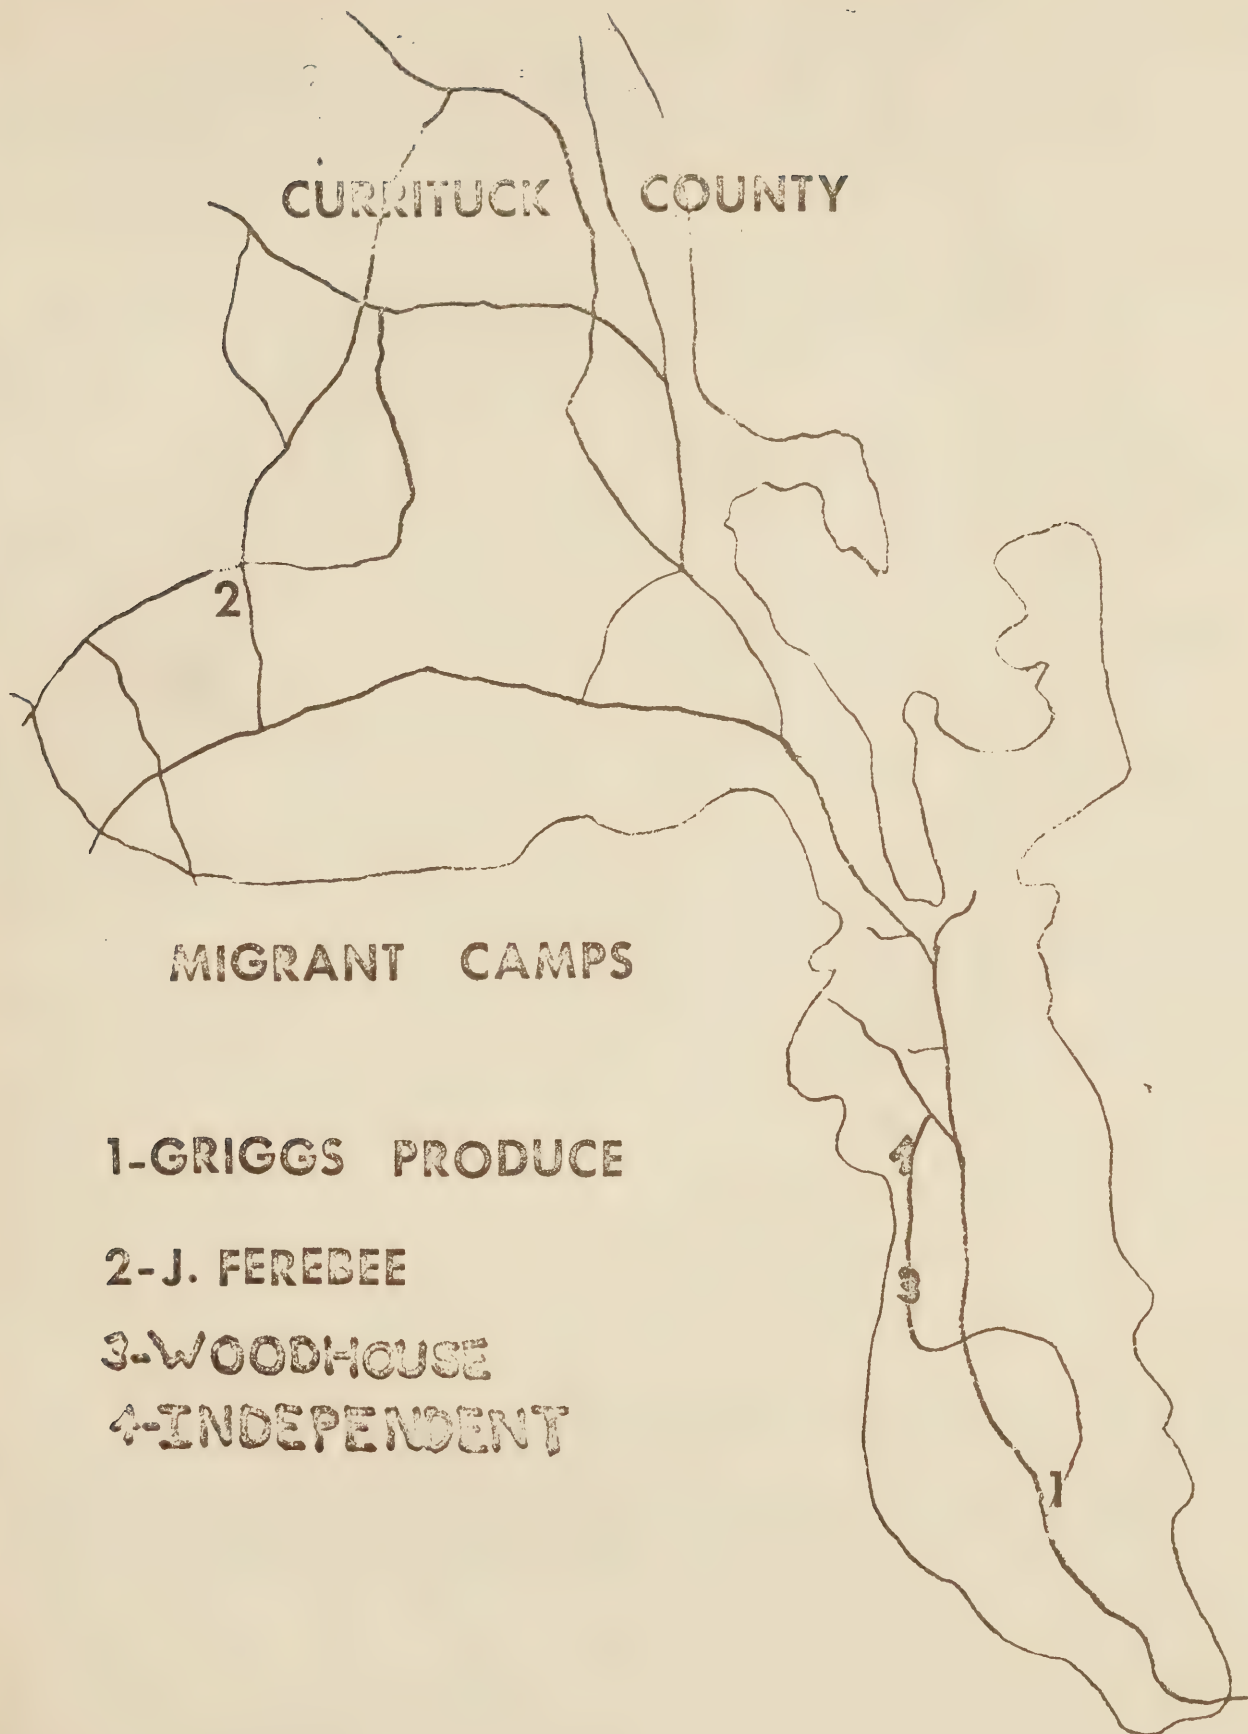 CURRITUCK COUNTY
2
MIGRANT CAMPS
1-GRIGGS PRODUCE
4
2-J. FEREBEE
3
3-WOODHOUSE
4-INDEPENDENT
1